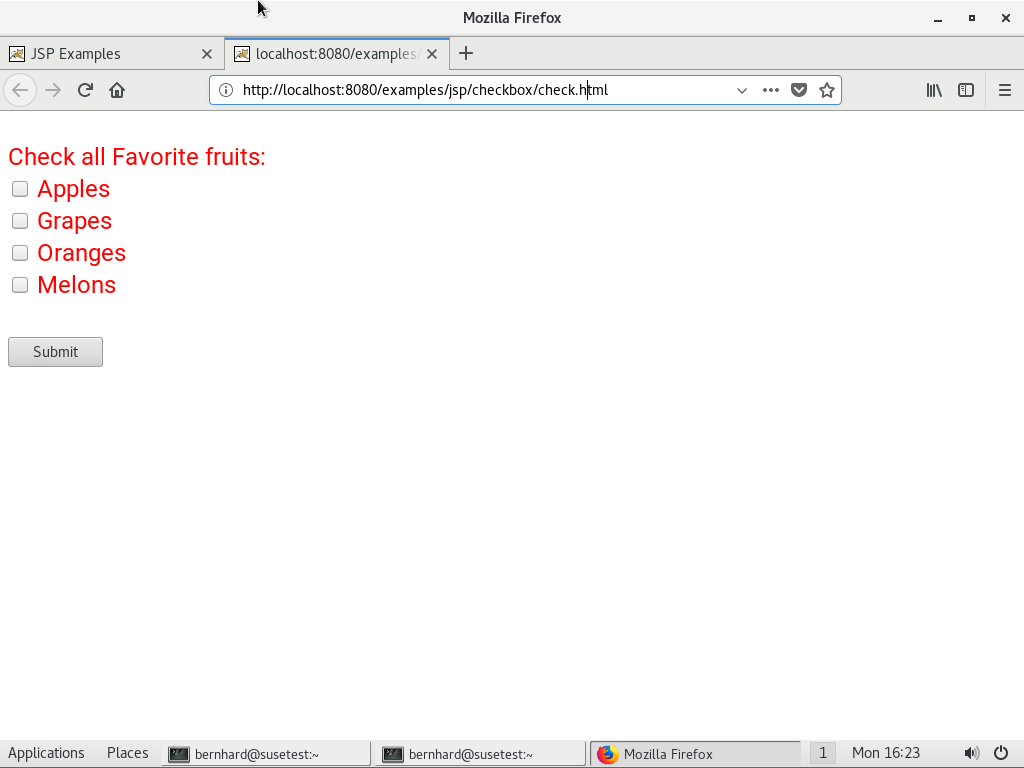 Mozilla Firefox
JSP Examples
localhost:8080/examples/
http://localhost:8080/examples/jsp/checkbox/check.html
Check all Favorite fruits:
Apples
Grapes
Oranges
Melons
Submit
Applications Places bernhard@susetest:~ bernhard@susetest:~ Mozilla Firefox 1 Mon 16:23